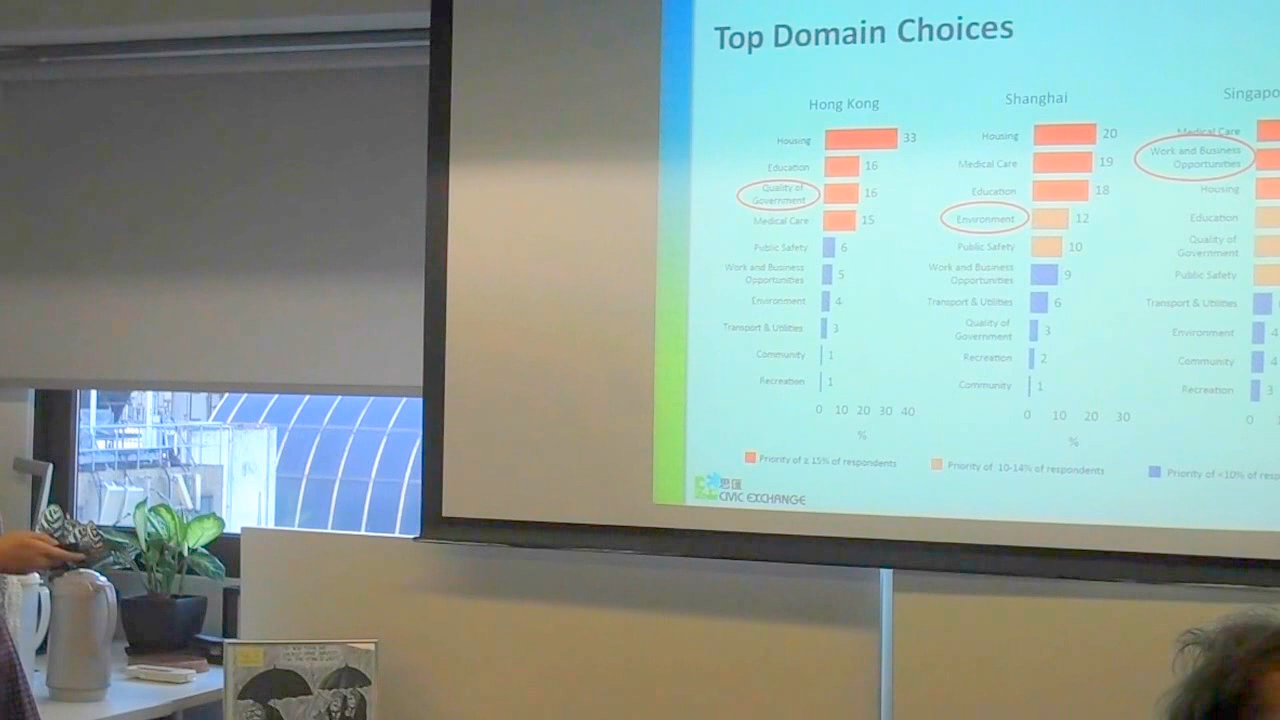 Top Domain Choices
Hong Kong
Housing 33
Education 16
Quality of
Government 16
Medical Care 15
Public Safety 6
Work and Business
Opportunities 5
Environment 4
Transport & Utilities 3
Community 1
Recreation 1
0 10 20 30 40
%
Shanghai
Housing 20
Medical Care 19
Education 18
Environment 12
Public Safety 10
Work and Business
Opportunities 9
Transport & Utilities 6
Quality of
Government 3
Recreation 2
Community 1
0 10 20 30
%
Singapo
Medical Care
Work and Business
Opportunities
Housing
Education
Quality of
Government
Public Safety
Transport & Utilities
Environment 4
Community 4
Recreation 3
0
Priority of ≥ 15% of respondents
Priority of 10-14% of respondents
Priority of <10% of resp
CIVIC EXCHANGE